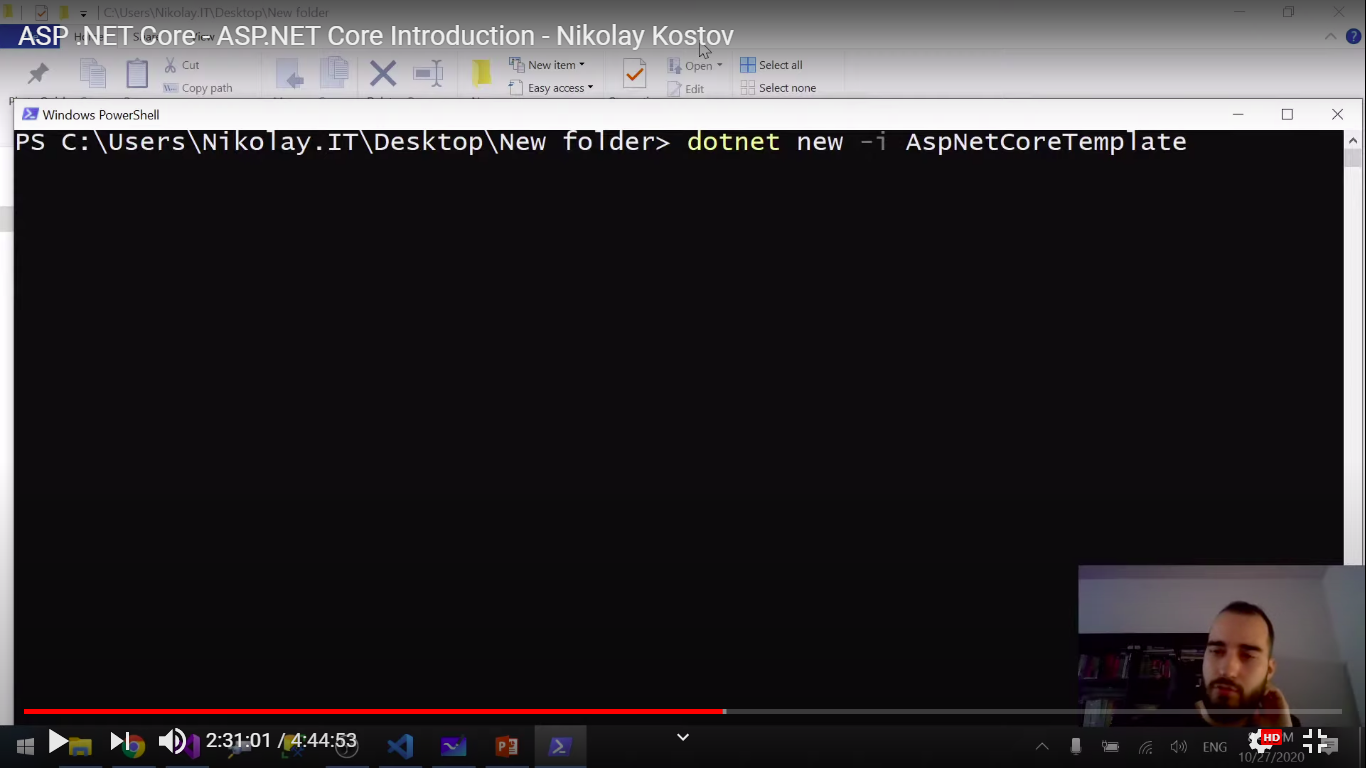 C:\Users\Nikolay.IT\Desktop\New folder
ASP .NET Core - ASP.NET Core Introduction - Nikolay Kostov
Cut
Copy path
New item
Easy access
Open
Edit
Select all
Select none
Windows PowerShell
PS C:\Users\Nikolay.IT\Desktop\New folder> dotnet new -i AspNetCoreTemplate
2:31:01 / 4:44:53
ENG
HD
10/27/2020